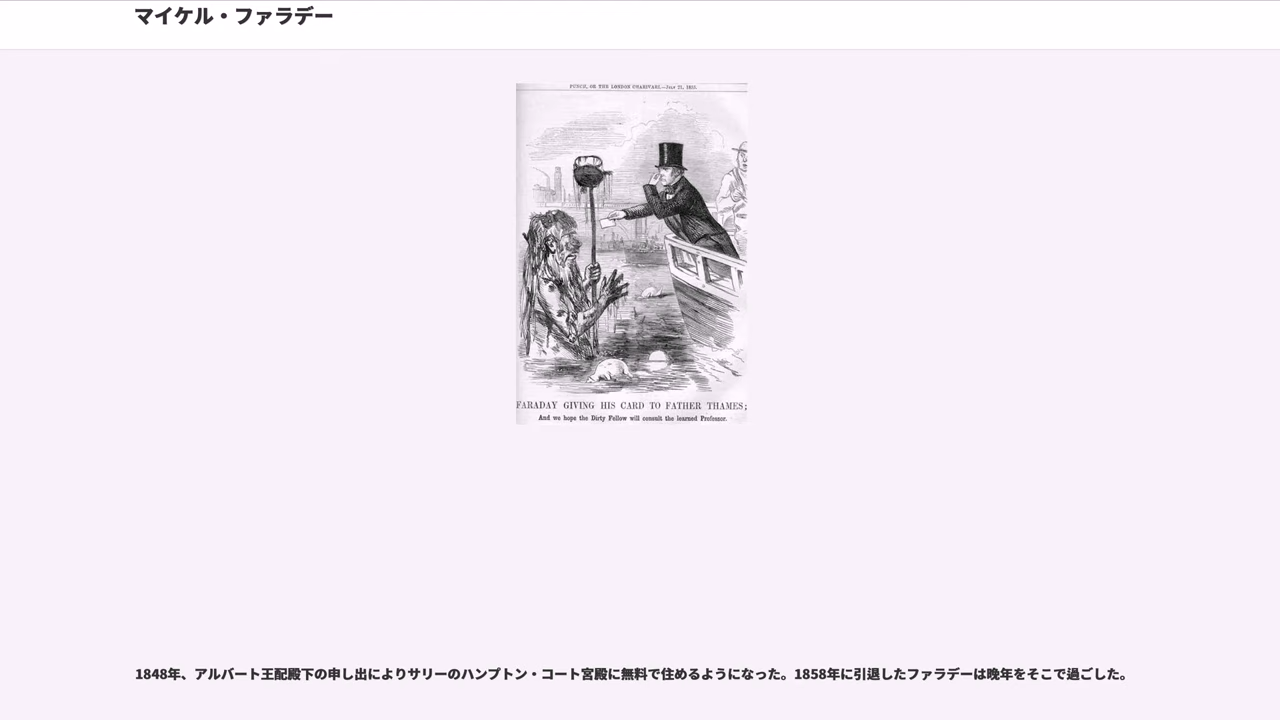 マイケル・ファラデー
PUNCH, OR THE LONDON CHARIVARI.—July 21, 1855.
FARADAY GIVING HIS CARD TO FATHER THAMES;
And we hope the Dirty Fellow will consult the learned Professor.
1848年、アルバート王配殿下の申し出によりサリーのハンプトン・コート宮殿に無料で住めるようになった。1858年に引退したファラデーは晩年をそこで過ごした。